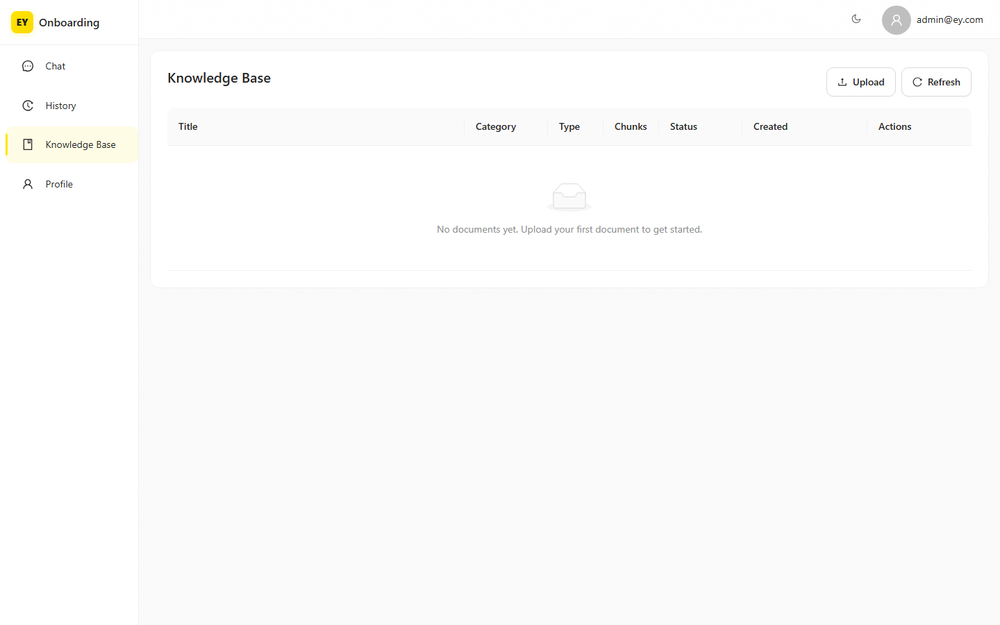 EY Onboarding
admin@ey.com
Chat
History
Knowledge Base
Profile
Knowledge Base
Upload Refresh
Title Category Type Chunks Status Created Actions
No documents yet. Upload your first document to get started.